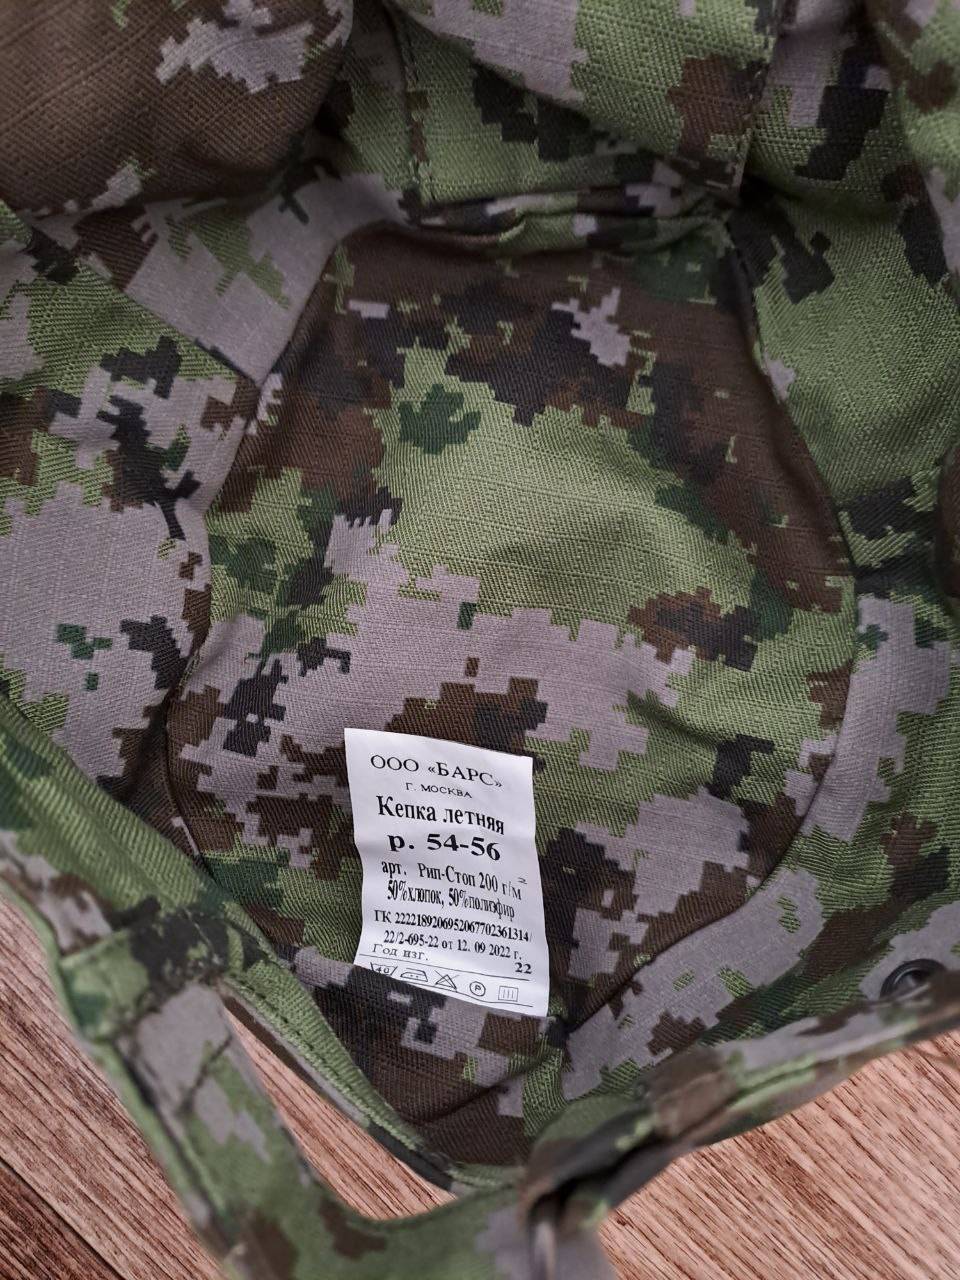 ООО «БАРС»
Г. МОСКВА
Кепка летняя
р. 54-56
арт. Рип-Стоп 200 г/м²
50%хлопок, 50%полиэфир
ГК 2222189206952067702361314/
22/2-695-22 от 12. 09 2022 г.
Год изг. 22
40 P